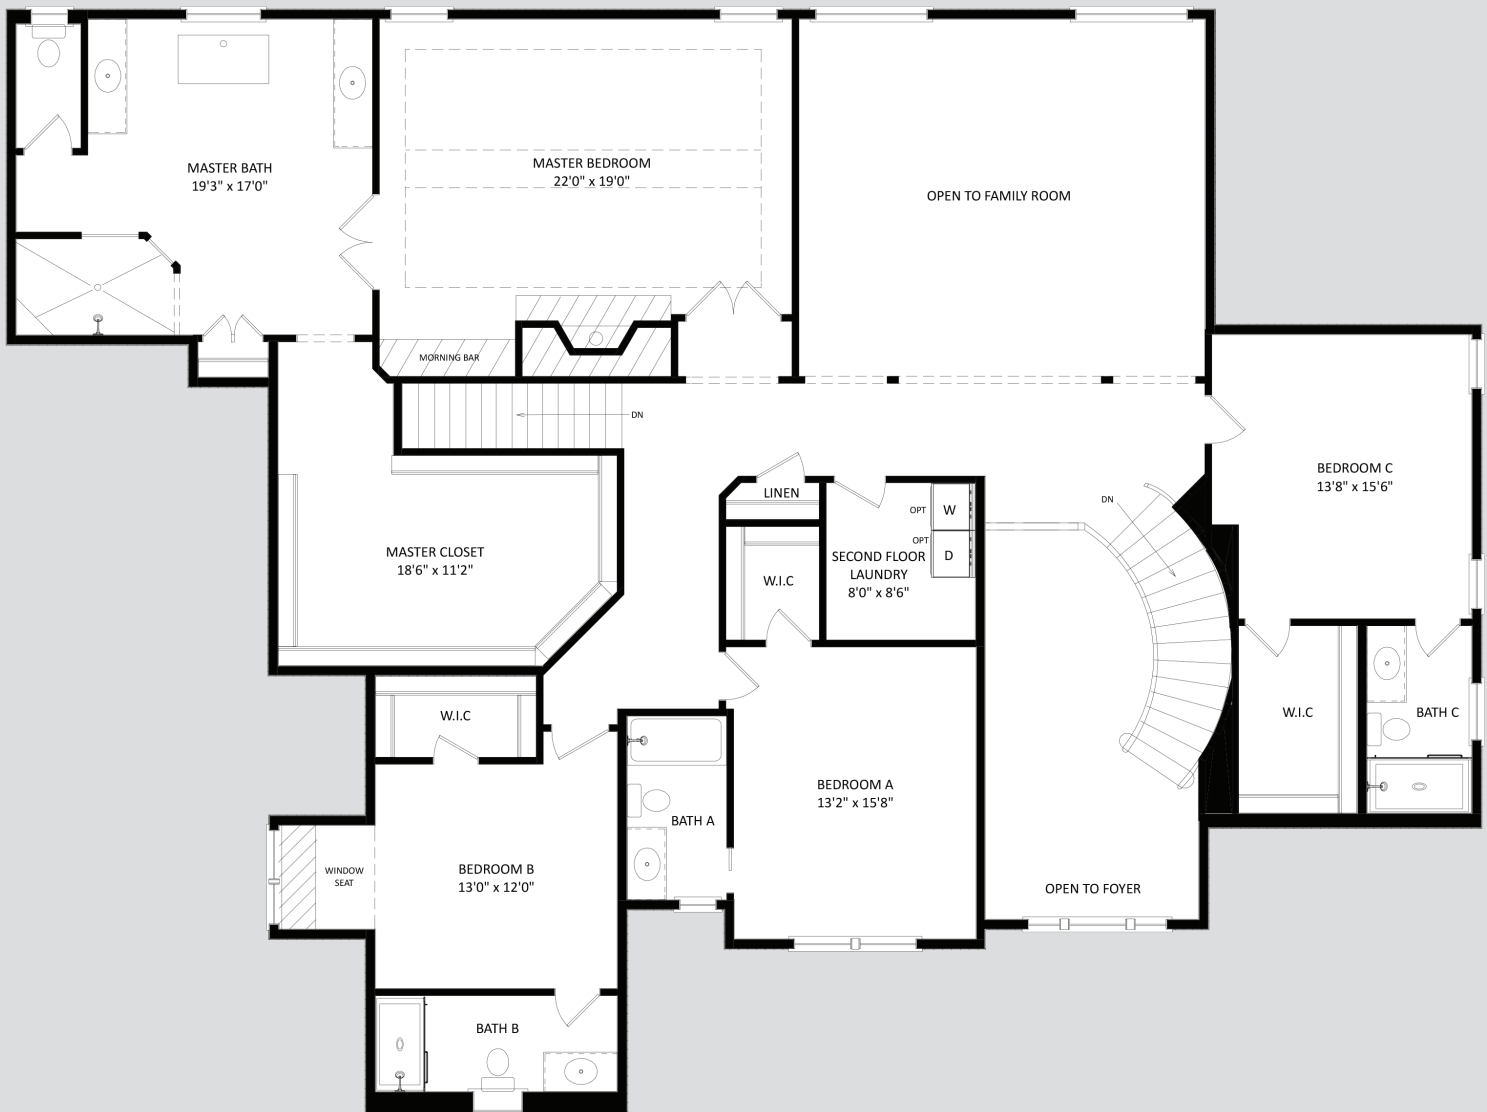 MASTER BATH
19'3" x 17'0"
MASTER BEDROOM
22'0" x 19'0"
OPEN TO FAMILY ROOM
MORNING BAR
DN
BEDROOM C
13'8" x 15'6"
LINEN
DN
OPT
W
OPT
D
MASTER CLOSET
18'6" x 11'2"
SECOND FLOOR
LAUNDRY
8'0" x 8'6"
W.I.C
W.I.C
W.I.C
BATH C
BEDROOM A
13'2" x 15'8"
BATH A
WINDOW
SEAT
BEDROOM B
13'0" x 12'0"
OPEN TO FOYER
BATH B